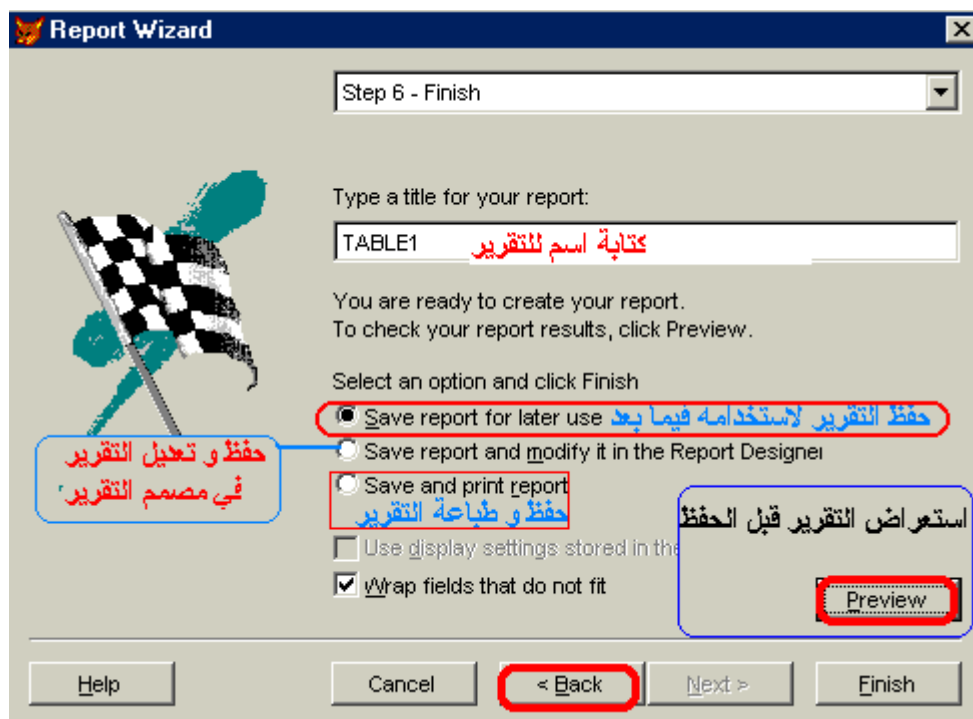 Report Wizard
Step 6 - Finish
Type a title for your report:
TABLE1 كتابة اسم للتقرير
You are ready to create your report.
To check your report results, click Preview.
Select an option and click Finish
Save report for later use حفظ التقرير لاستخدامه فيما بعد
Save report and modify it in the Report Designer
حفظ و تعديل التقرير
في مصمم التقرير
Save and print report
حفظ و طباعة التقرير
استعراض التقرير قبل الحفظ
Use display settings stored in the
Wrap fields that do not fit
Preview
Help
Cancel
< Back
Next >
Finish